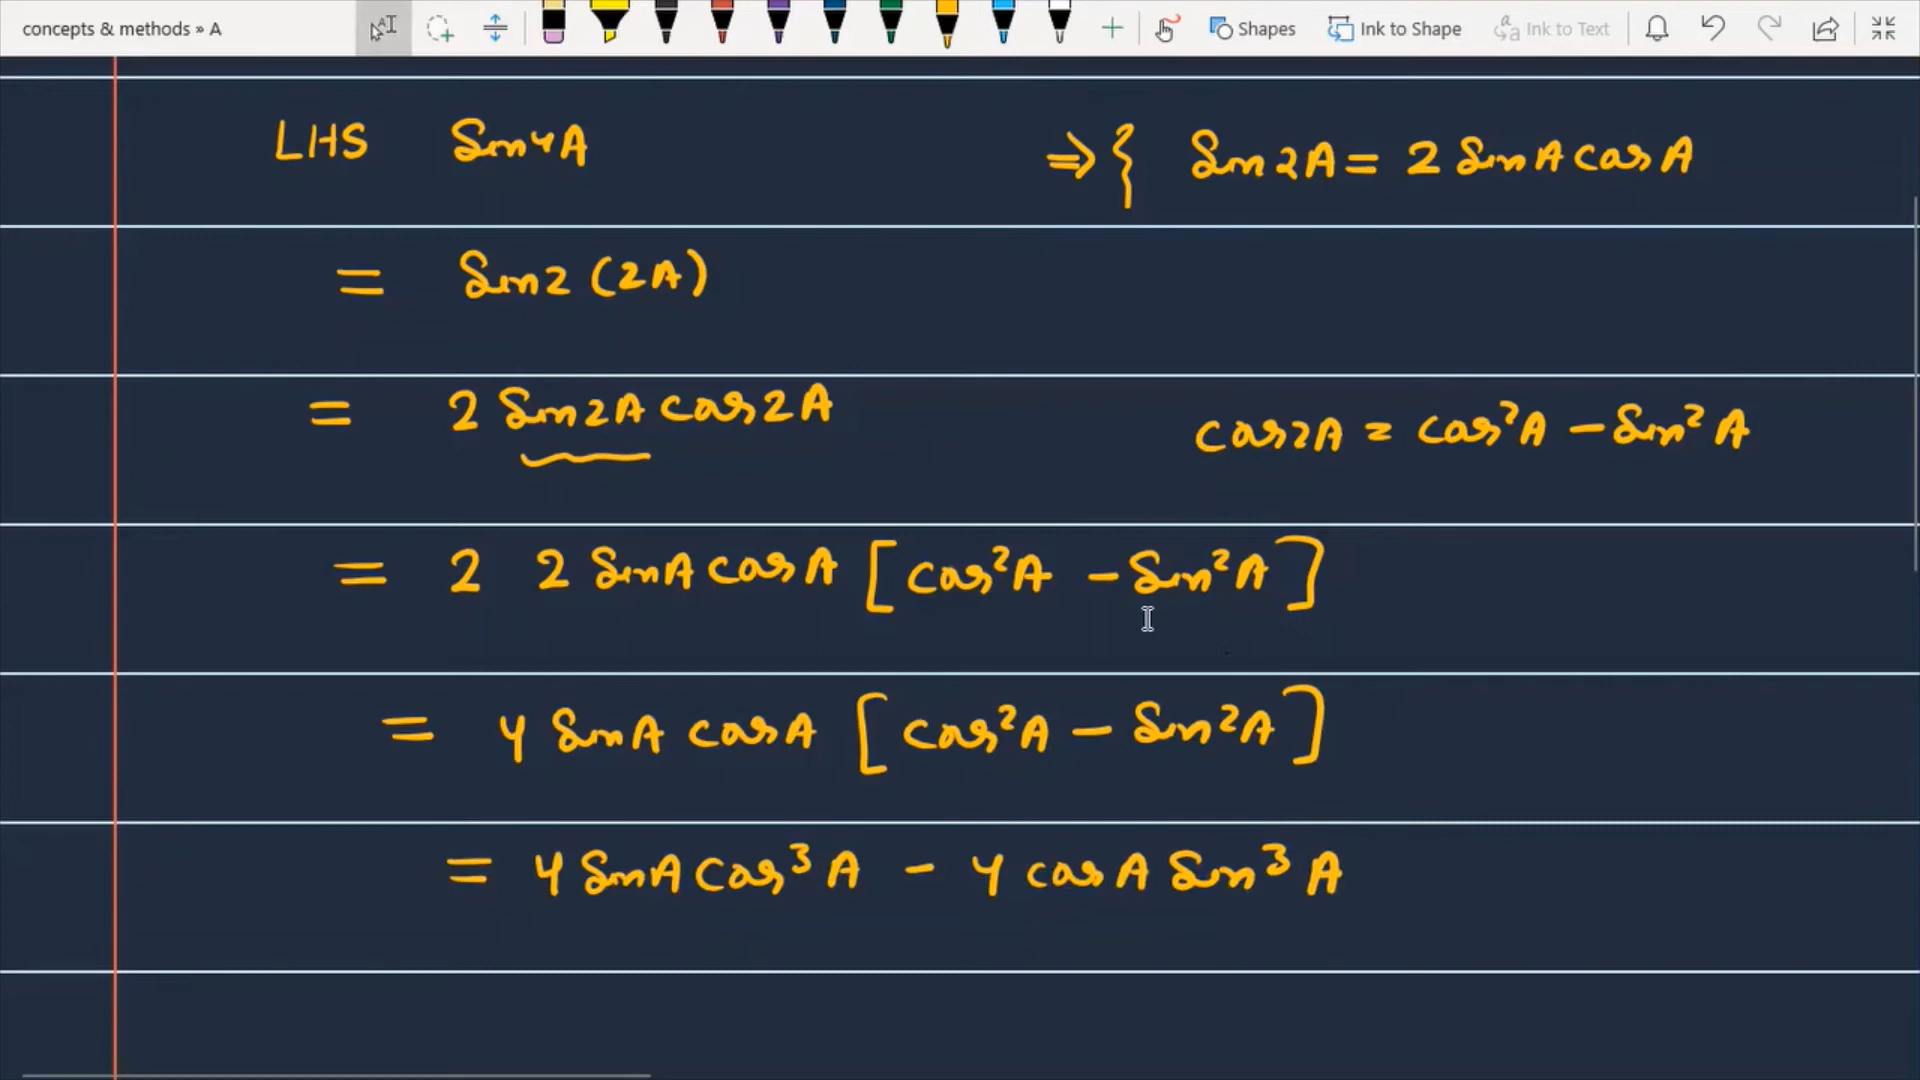 concepts & methods » A
Shapes
Ink to Shape
Ink to Text
LHS Sin4A
⇒{ Sin2A = 2 SinA cosA
= Sin2 (2A)
= 2 Sin2A cos2A
cos2A = cos²A - Sin²A
= 2 2 SinA cosA [cos²A - Sin²A]
= 4 SinA cosA [cos²A - Sin²A]
= 4 SinA cos³A - 4 cosA Sin³A